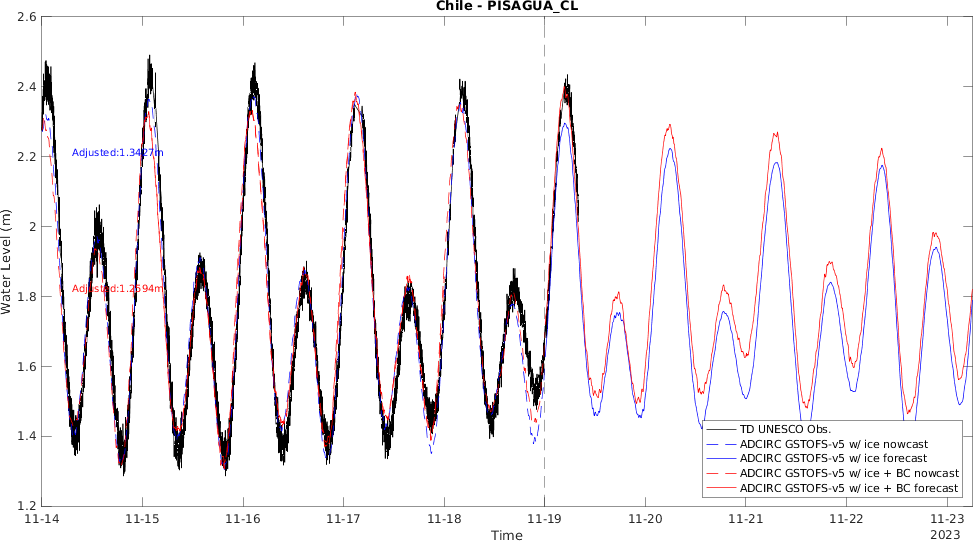 Chile - PISAGUA_CL
2.6
2.4
2.2
2
1.8
1.6
1.4
1.2
Water Level (m)
Adjusted:1.3427m
Adjusted:1.2594m
TD UNESCO Obs.
ADCIRC GSTOFS-v5 w/ ice nowcast
ADCIRC GSTOFS-v5 w/ ice forecast
ADCIRC GSTOFS-v5 w/ ice + BC nowcast
ADCIRC GSTOFS-v5 w/ ice + BC forecast
11-14 11-15 11-16 11-17 11-18 11-19 11-20 11-21 11-22 11-23
Time
2023